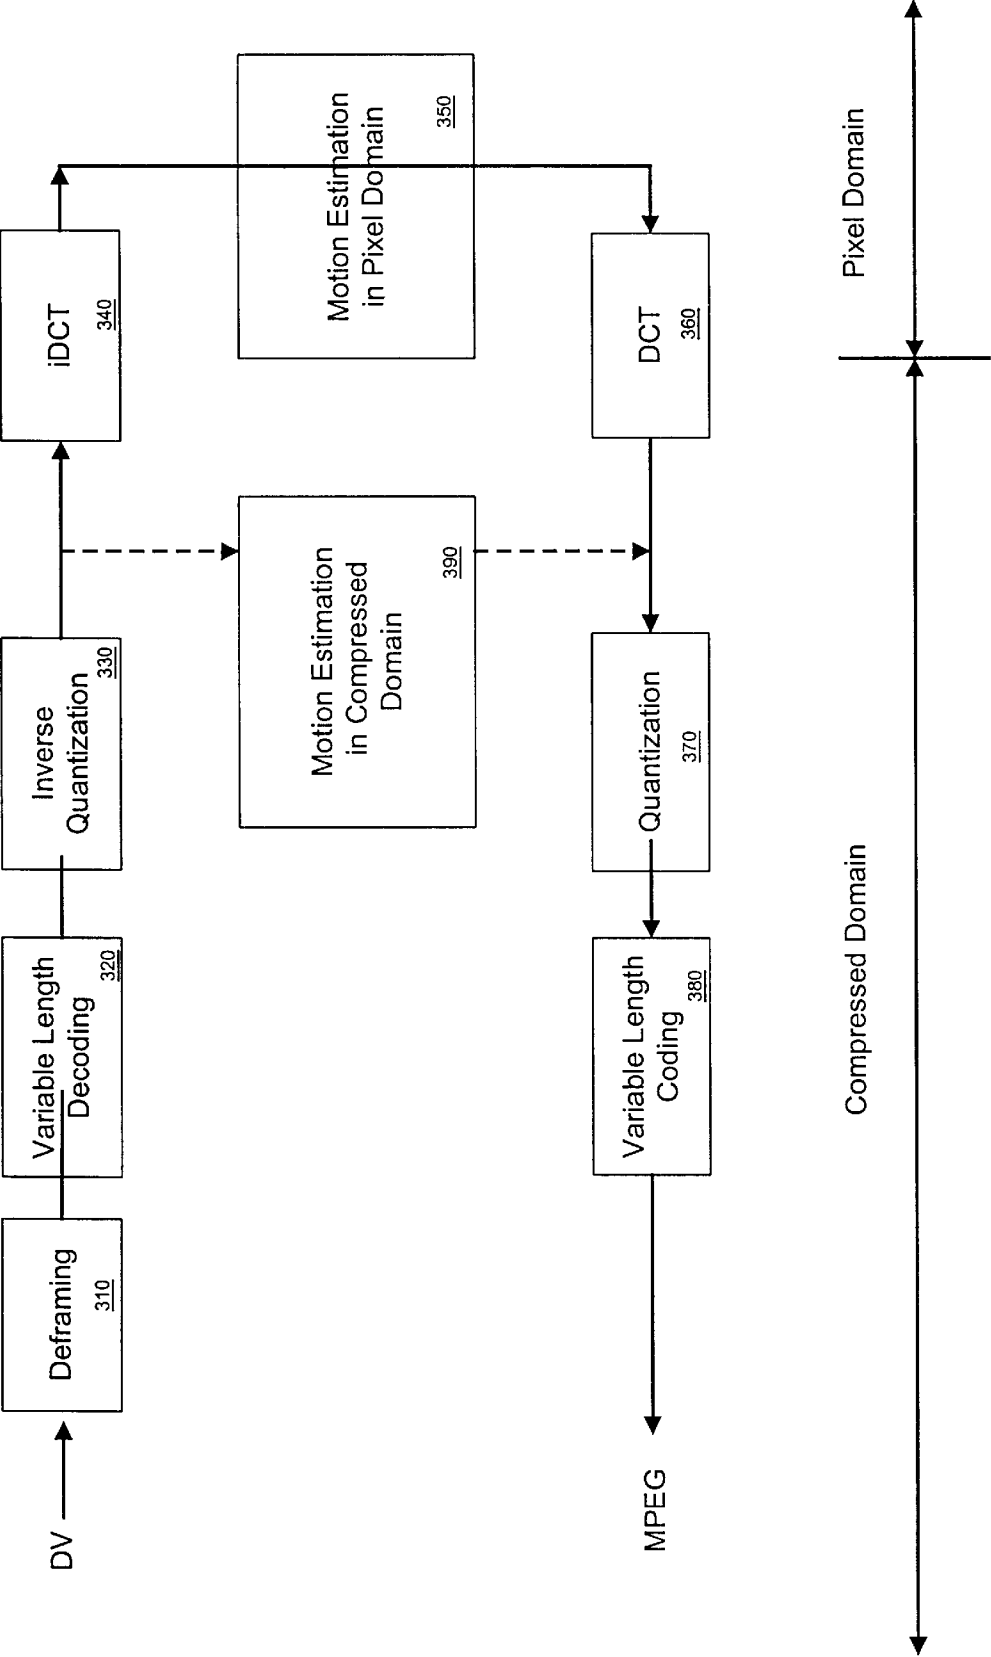 DV
Deframing
310
Variable Length
Decoding
320
Inverse
Quantization
330
iDCT
340
Motion Estimation
in Compressed
Domain
390
Motion Estimation
in Pixel Domain
350
MPEG
Variable Length
Coding
380
Quantization
370
DCT
360
Compressed Domain
Pixel Domain